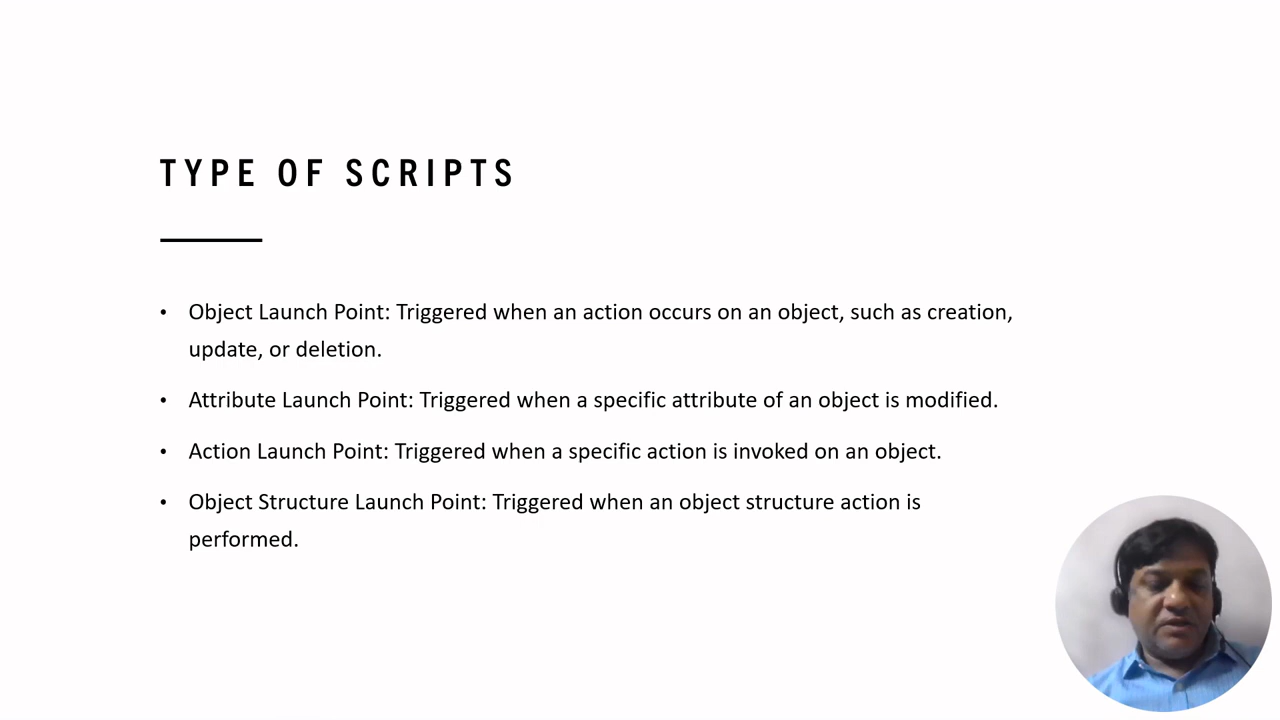 TYPE OF SCRIPTS
• Object Launch Point: Triggered when an action occurs on an object, such as creation,
update, or deletion.
• Attribute Launch Point: Triggered when a specific attribute of an object is modified.
• Action Launch Point: Triggered when a specific action is invoked on an object.
• Object Structure Launch Point: Triggered when an object structure action is
performed.